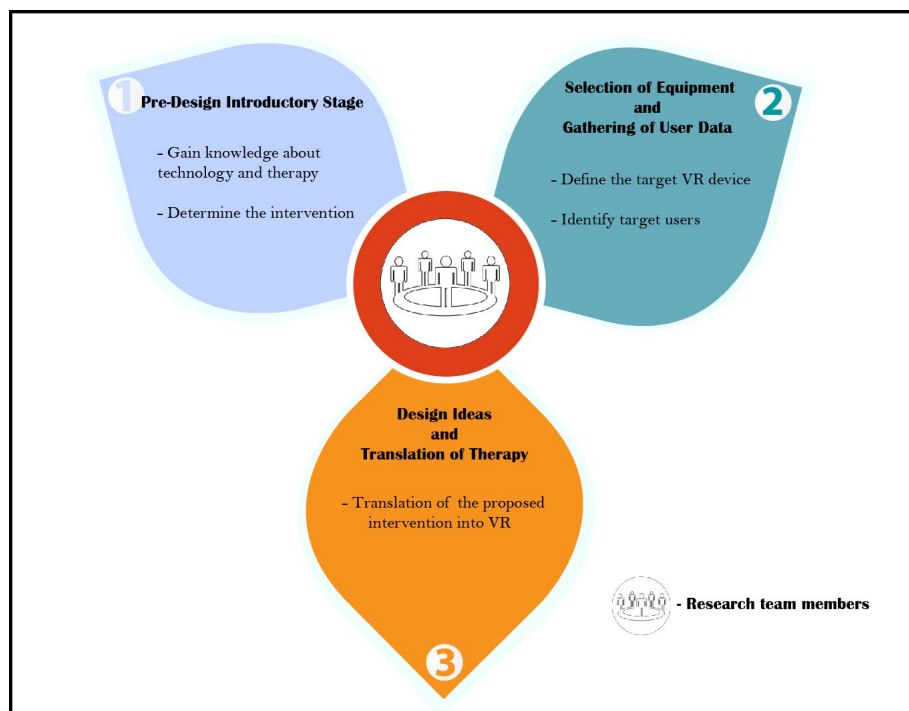 1
Pre-Design Introductory Stage
- Gain knowledge about
technology and therapy
- Determine the intervention
2
Selection of Equipment
and
Gathering of User Data
- Define the target VR device
- Identify target users
Design Ideas
and
Translation of Therapy
- Translation of the proposed
intervention into VR
3
- Research team members